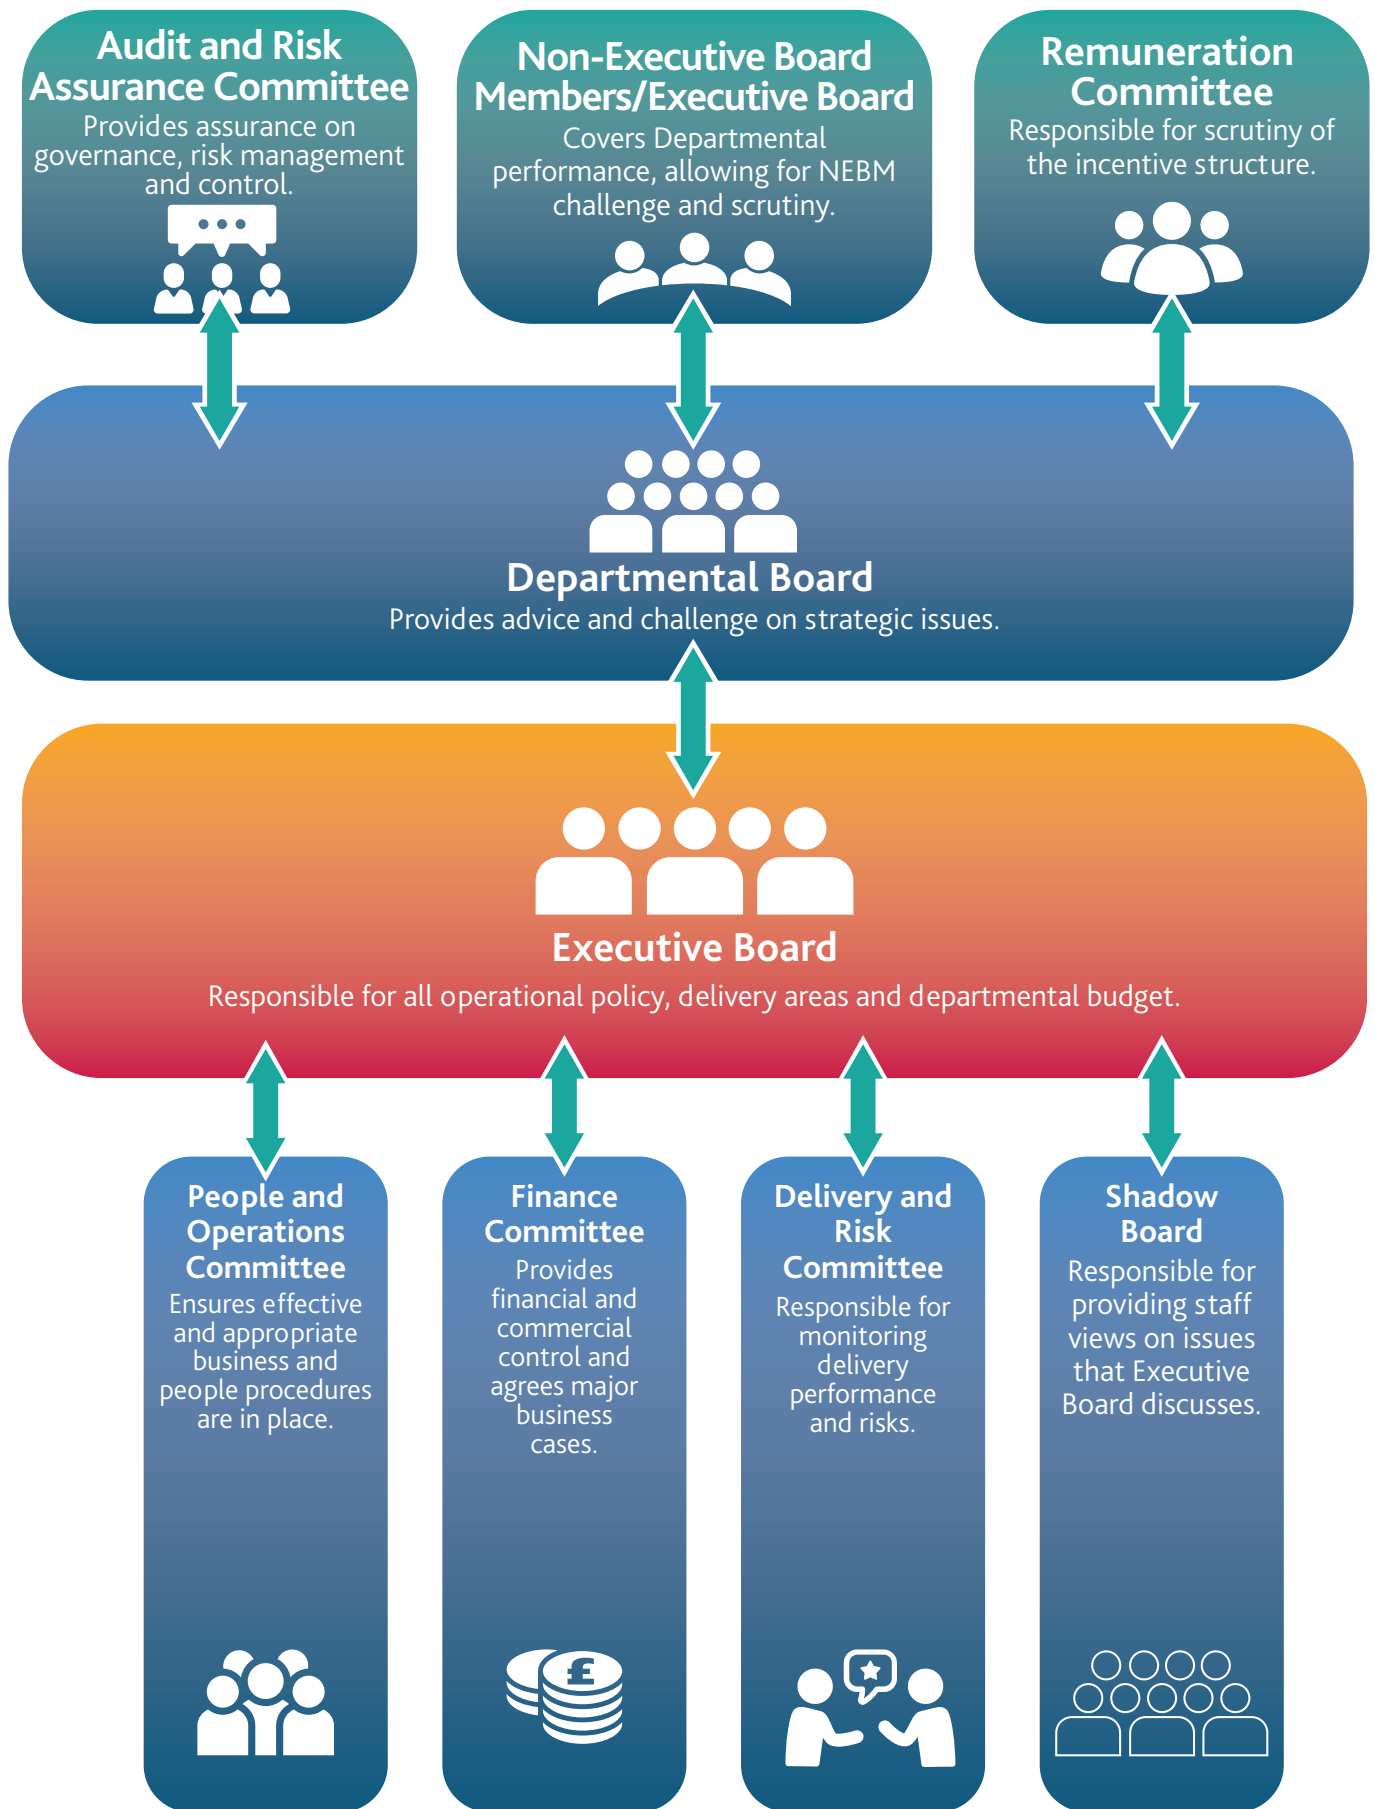 Audit and Risk
Assurance Committee
Provides assurance on
governance, risk management
and control.
Non-Executive Board
Members/Executive Board
Covers Departmental
performance, allowing for NEBM
challenge and scrutiny.
Remuneration
Committee
Responsible for scrutiny of
the incentive structure.
Departmental Board
Provides advice and challenge on strategic issues.
Executive Board
Responsible for all operational policy, delivery areas and departmental budget.
People and
Operations
Committee
Ensures effective
and appropriate
business and
people procedures
are in place.
Finance
Committee
Provides
financial and
commercial
control and
agrees major
business
cases.
£
Delivery and
Risk
Committee
Responsible for
monitoring
delivery
performance
and risks.
Shadow
Board
Responsible for
providing staff
views on issues
that Executive
Board discusses.